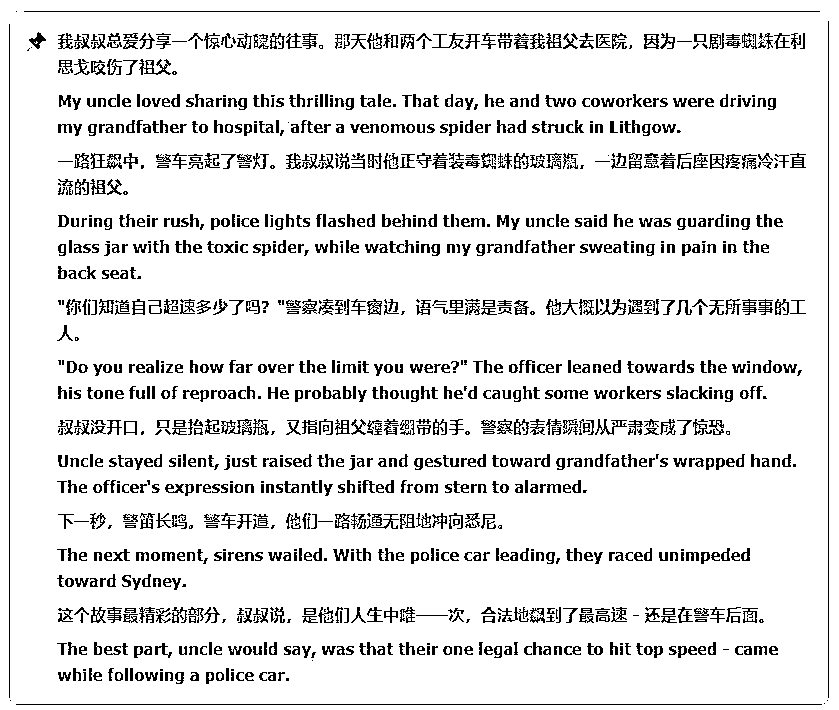 我叔叔总爱分享一个惊心动魄的往事。那天他和两个工友开车带着我祖父去医院，因为一只剧毒蜘蛛在利
思戈咬伤了祖父。
My uncle loved sharing this thrilling tale. That day, he and two coworkers were driving
my grandfather to hospital, after a venomous spider had struck in Lithgow.
一路狂飙中，警车亮起了警灯。我叔叔说当时他正守着装毒蜘蛛的玻璃瓶，一边留意着后座因疼痛冷汗直
流的祖父。
During their rush, police lights flashed behind them. My uncle said he was guarding the
glass jar with the toxic spider, while watching my grandfather sweating in pain in the
back seat.
"你们知道自己超速多少了吗？"警察凑到车窗边，语气里满是责备。他大概以为遇到了几个无所事事的工
人。
"Do you realize how far over the limit you were?" The officer leaned towards the window,
his tone full of reproach. He probably thought he'd caught some workers slacking off.
叔叔没开口，只是抬起玻璃瓶，又指向祖父缠着绷带的手。警察的表情瞬间从严肃变成了惊恐。
Uncle stayed silent, just raised the jar and gestured toward grandfather's wrapped hand.
The officer's expression instantly shifted from stern to alarmed.
下一秒，警笛长鸣。警车开道，他们一路畅通无阻地冲向悉尼。
The next moment, sirens wailed. With the police car leading, they raced unimpeded
toward Sydney.
这个故事最精彩的部分，叔叔说，是他们人生中唯一一次，合法地飙到了最高速 - 还是在警车后面。
The best part, uncle would say, was that their one legal chance to hit top speed - came
while following a police car.